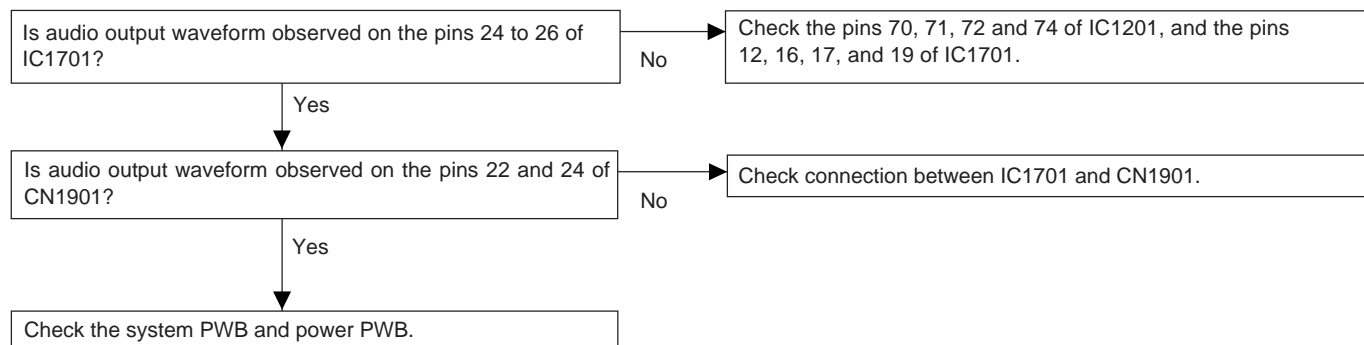 Is audio output waveform observed on the pins 24 to 26 of
IC1701?
No
Check the pins 70, 71, 72 and 74 of IC1201, and the pins
12, 16, 17, and 19 of IC1701.
Yes
Is audio output waveform observed on the pins 22 and 24 of
CN1901?
No
Check connection between IC1701 and CN1901.
Yes
Check the system PWB and power PWB.